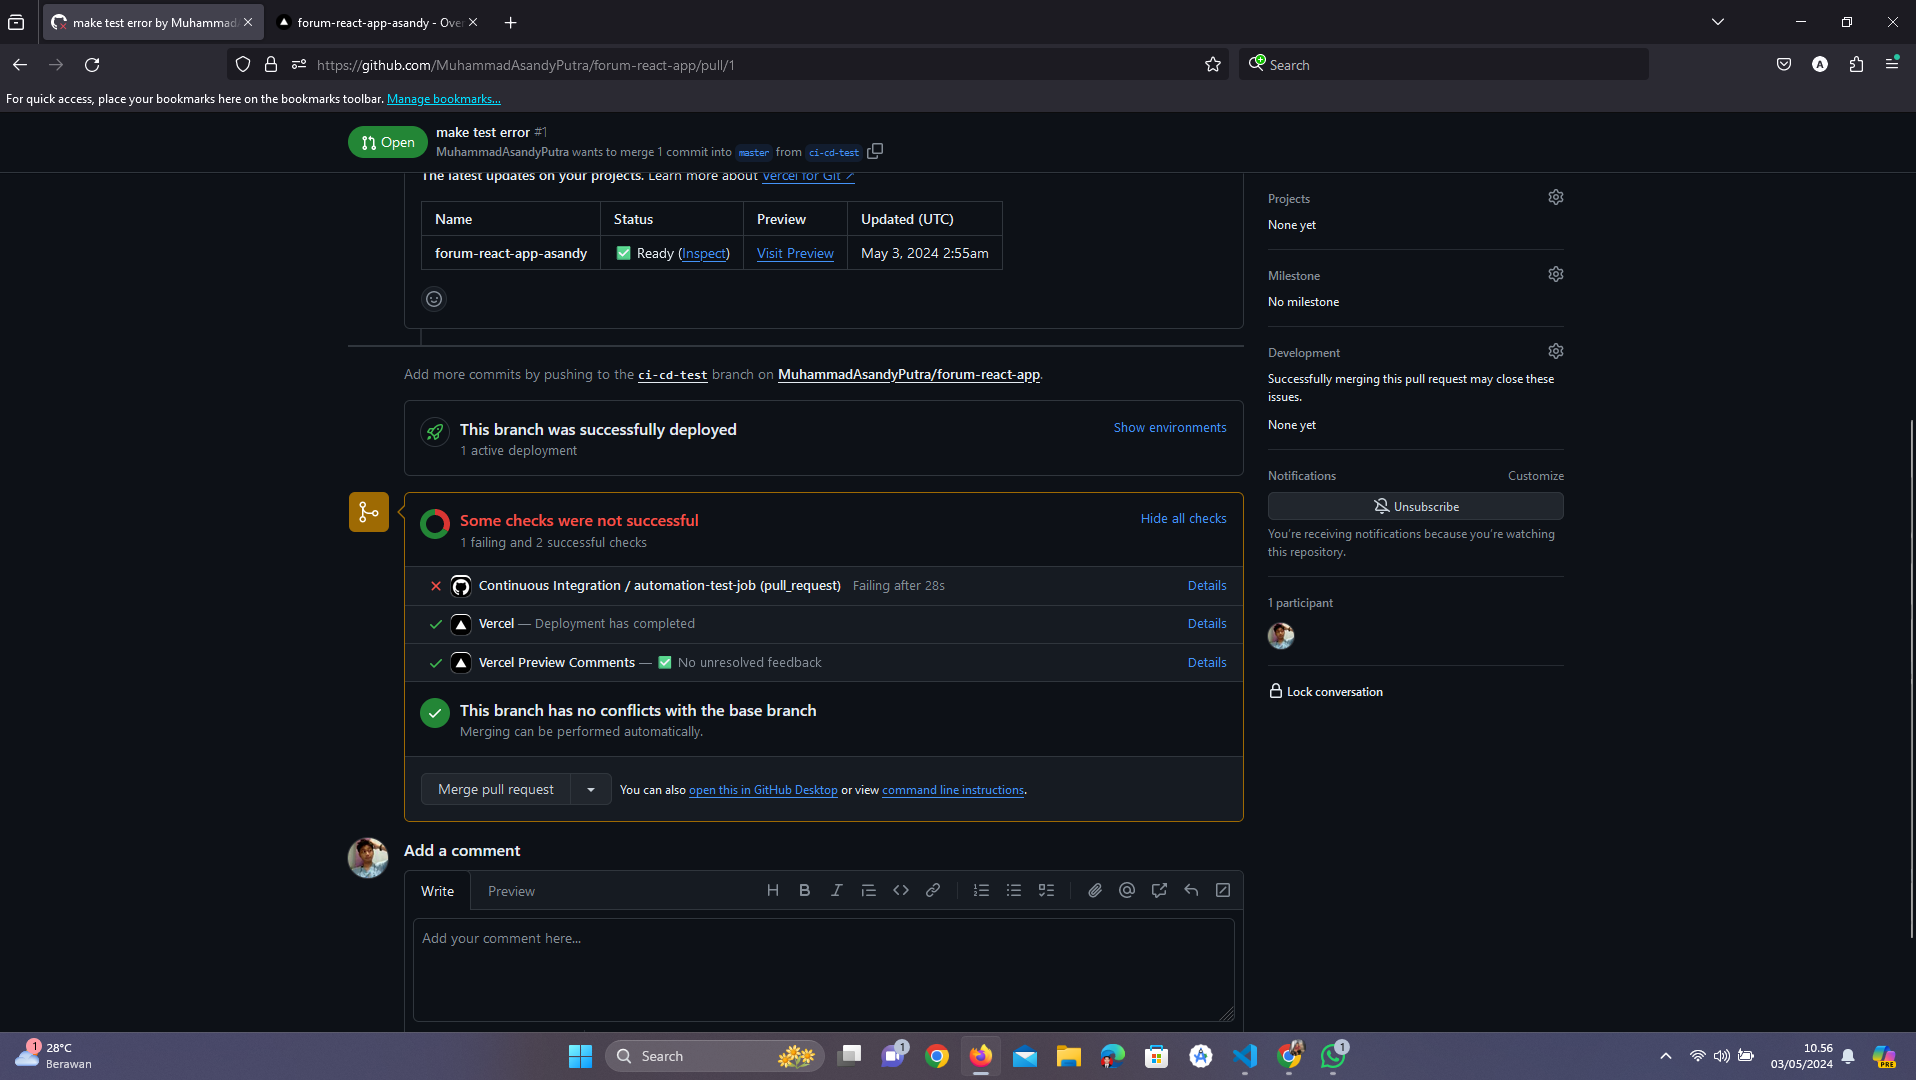 make test error by Muhammad
forum-react-app-asandy - Over
https://github.com/MuhammadAsandyPutra/forum-react-app/pull/1
Search
A
For quick access, place your bookmarks here on the bookmarks toolbar. Manage bookmarks...
Open
make test error #1
MuhammadAsandyPutra wants to merge 1 commit into master from ci-cd-test
The latest updates on your projects. Learn more about Vercel for Git ↗
Name Status Preview Updated (UTC)
forum-react-app-asandy ✅ Ready (Inspect) Visit Preview May 3, 2024 2:55am
Add more commits by pushing to the ci-cd-test branch on MuhammadAsandyPutra/forum-react-app.
This branch was successfully deployed
1 active deployment
Show environments
Some checks were not successful
1 failing and 2 successful checks
Hide all checks
Continuous Integration / automation-test-job (pull_request) Failing after 28s Details
Vercel — Deployment has completed Details
Vercel Preview Comments — ✅ No unresolved feedback Details
This branch has no conflicts with the base branch
Merging can be performed automatically.
Merge pull request
You can also open this in GitHub Desktop or view command line instructions.
Add a comment
Write Preview
Add your comment here...
Projects
None yet
Milestone
No milestone
Development
Successfully merging this pull request may close these
issues.
None yet
Notifications Customize
Unsubscribe
You're receiving notifications because you're watching
this repository.
1 participant
Lock conversation
1
28°C
Berawan
Search
1
1
10.56
03/05/2024
PRE